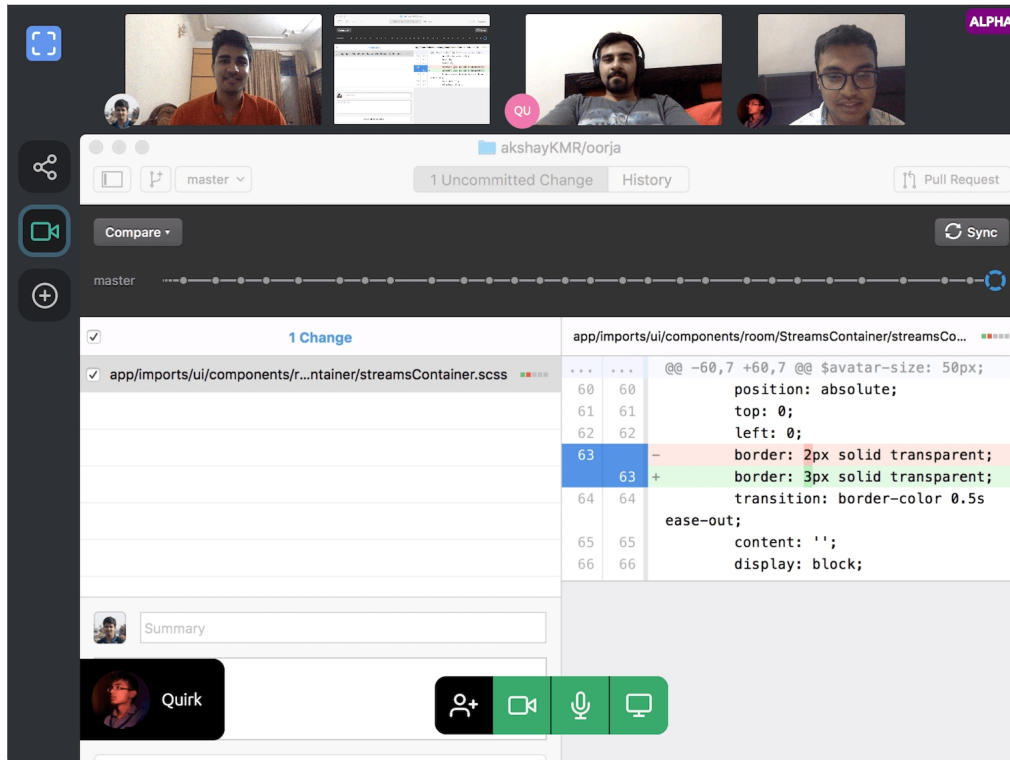 ALPHA
QU
akshayKMR/oorja
master
1 Uncommitted Change
History
Pull Request
Compare
Sync
master
1 Change
app/imports/ui/components/room/StreamsContainer/streamsCo...
app/imports/ui/components/r...ntainer/streamsContainer.scss
... ... @@ -60,7 +60,7 @@ $avatar-size: 50px;
60 60 position: absolute;
61 61 top: 0;
62 62 left: 0;
63 - border: 2px solid transparent;
63 + border: 3px solid transparent;
64 64 transition: border-color 0.5s
ease-out;
65 65 content: '';
66 66 display: block;
Summary
Quirk